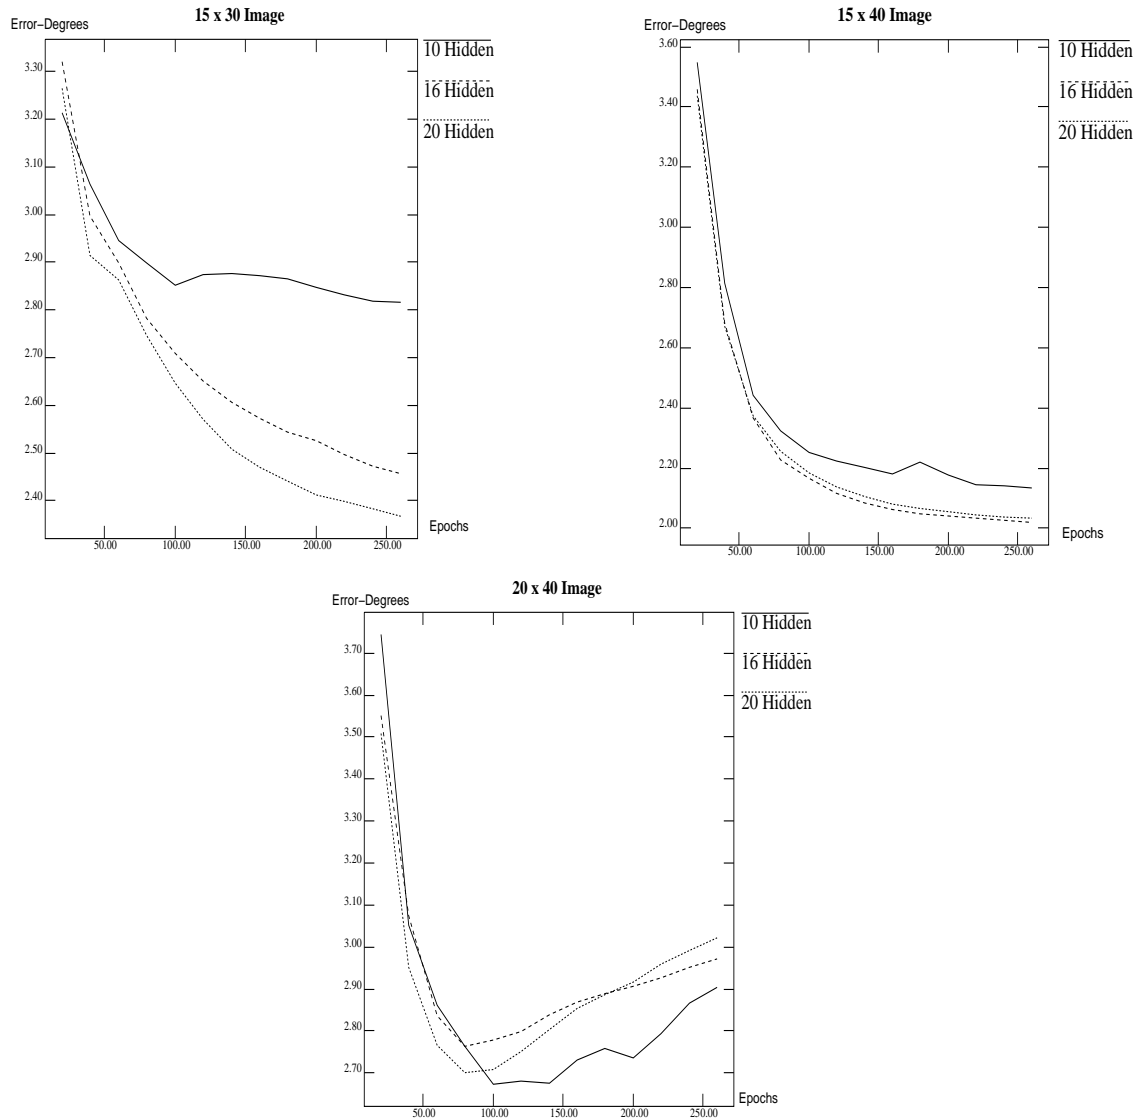 15 x 30 Image
Error-Degrees
3.30
3.20
3.10
3.00
2.90
2.80
2.70
2.60
2.50
2.40
50.00 100.00 150.00 200.00 250.00
Epochs
10 Hidden
16 Hidden
20 Hidden
15 x 40 Image
Error-Degrees
3.60
3.40
3.20
3.00
2.80
2.60
2.40
2.20
2.00
50.00 100.00 150.00 200.00 250.00
Epochs
10 Hidden
16 Hidden
20 Hidden
20 x 40 Image
Error-Degrees
3.70
3.60
3.50
3.40
3.30
3.20
3.10
3.00
2.90
2.80
2.70
50.00 100.00 150.00 200.00 250.00
Epochs
10 Hidden
16 Hidden
20 Hidden